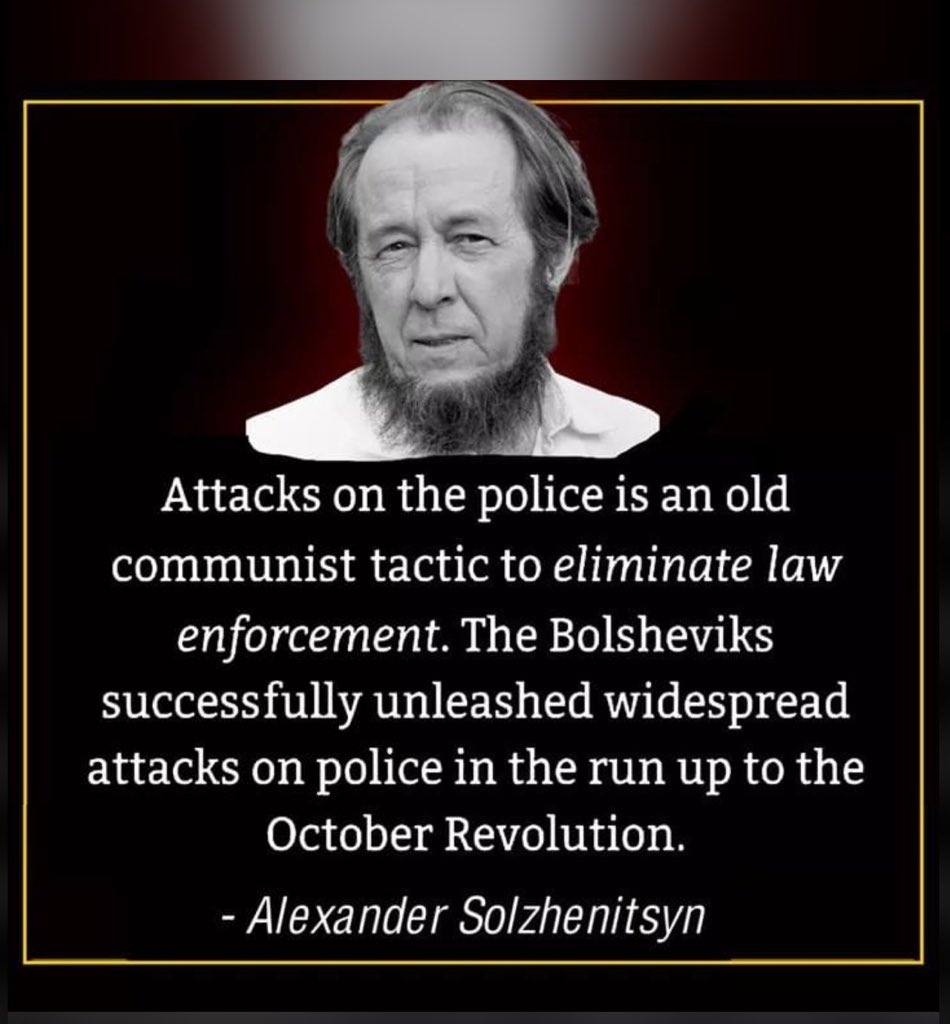 Attacks on the police is an old
communist tactic to eliminate law
enforcement. The Bolsheviks
successfully unleashed widespread
attacks on police in the run up to the
October Revolution.
- Alexander Solzhenitsyn